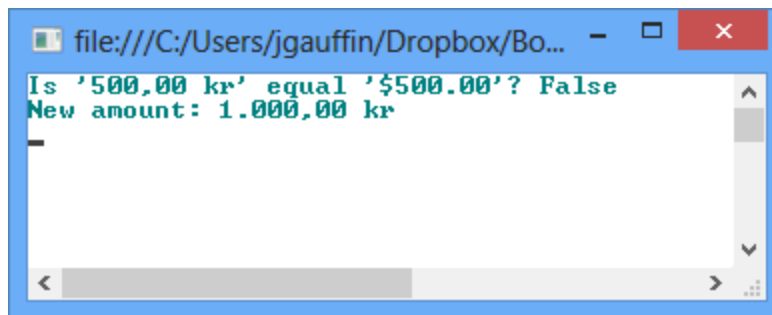 file:///C:/Users/jgauffin/Dropbox/Bo...
Is '500,00 kr' equal '$500.00'? False
New amount: 1.000,00 kr